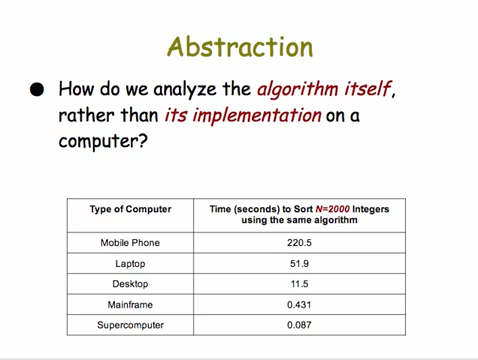 Abstraction
● How do we analyze the algorithm itself,
rather than its implementation on a
computer?
Type of Computer Time (seconds) to Sort N=2000 Integers
using the same algorithm
Mobile Phone 220.5
Laptop 51.9
Desktop 11.5
Mainframe 0.431
Supercomputer 0.087